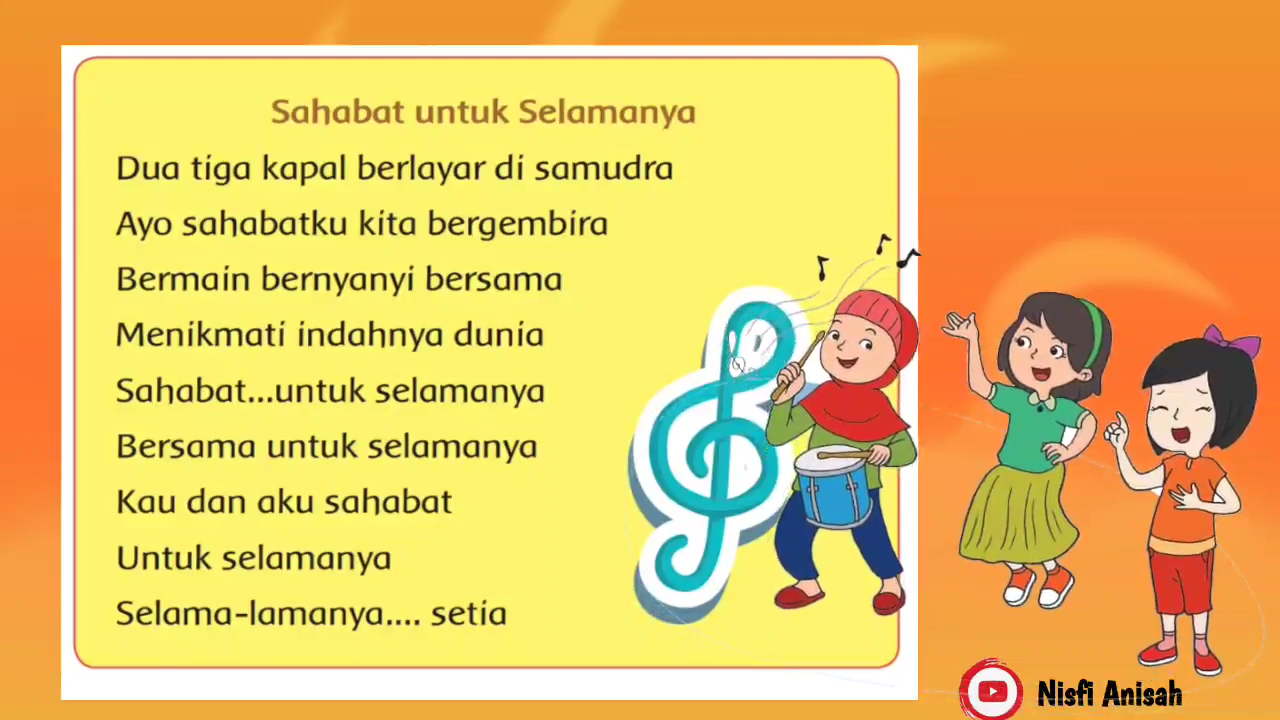 Sahabat untuk Selamanya
Dua tiga kapal berlayar di samudra
Ayo sahabatku kita bergembira
Bermain bernyanyi bersama
Menikmati indahnya dunia
Sahabat...untuk selamanya
Bersama untuk selamanya
Kau dan aku sahabat
Untuk selamanya
Selama-lamanya.... setia
Nisfi Anisah